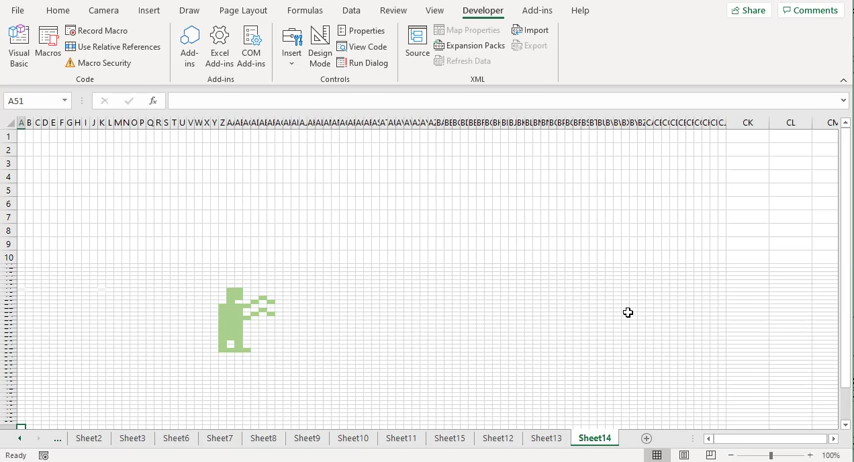 File Home Camera Insert Draw Page Layout Formulas Data Review View Developer Add-ins Help Share Comments
Visual Basic
Macros
Record Macro
Use Relative References
Macro Security
Code
Add-ins
Excel Add-ins
COM Add-ins
Add-ins
Insert
Design Mode
Properties
View Code
Run Dialog
Controls
Source
Map Properties
Expansion Packs
Refresh Data
Import
Export
XML
A51 fx
A B C D E F G H I J K L M N O P Q R S T U V W X Y Z CK CL
1
2
3
4
5
6
7
8
9
10
... Sheet2 Sheet3 Sheet6 Sheet7 Sheet8 Sheet9 Sheet10 Sheet11 Sheet15 Sheet12 Sheet13 Sheet14
Ready 100%